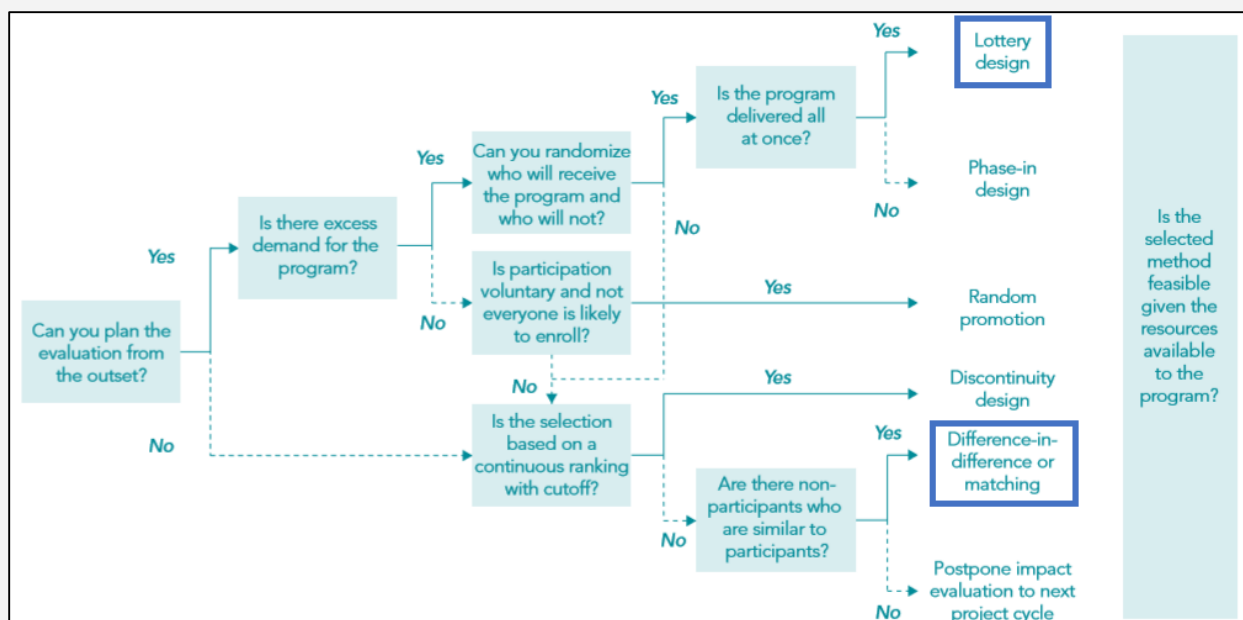 Can you plan the
evaluation from
the outset?
Yes
No
Is there excess
demand for the
program?
Yes
No
Can you randomize
who will receive
the program and
who will not?
Yes
No
Is participation
voluntary and not
everyone is likely
to enroll?
Yes
No
Is the selection
based on a
continuous ranking
with cutoff?
Yes
No
Is the program
delivered all
at once?
Yes
No
Are there non-
participants who
are similar to
participants?
Yes
No
Lottery
design
Phase-in
design
Random
promotion
Discontinuity
design
Difference-in-
difference or
matching
Postpone impact
evaluation to next
project cycle
Is the
selected
method
feasible
given the
resources
available
to the
program?